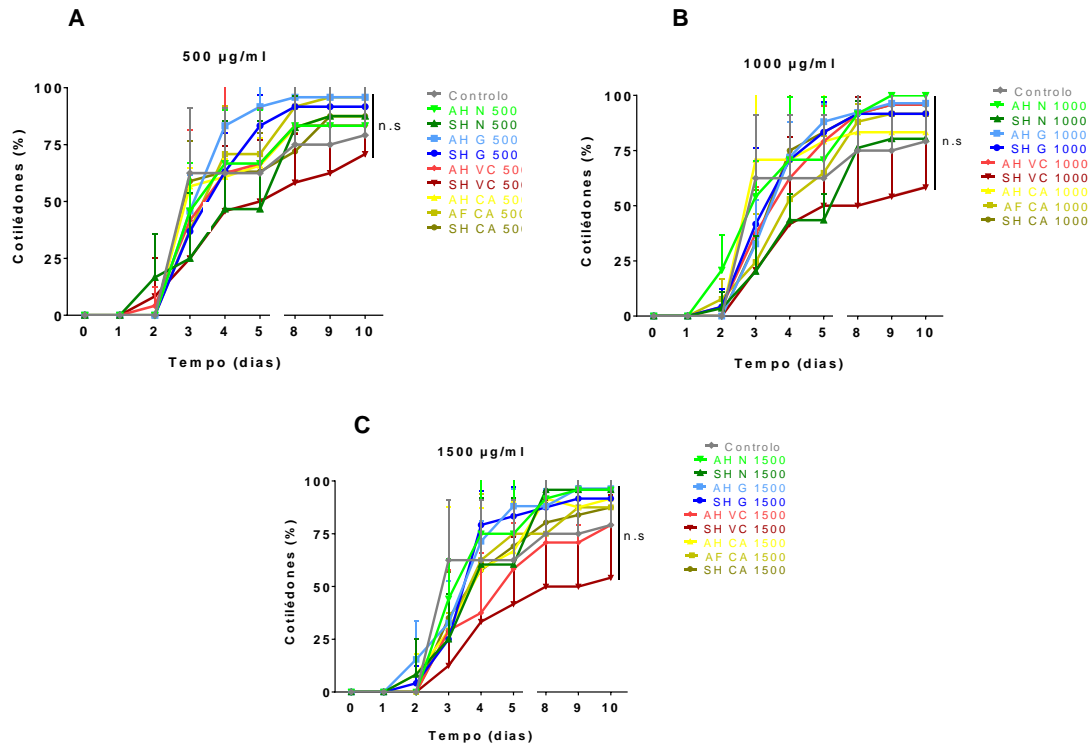 A
500 µg/ml
100
75
50
25
0
Cotilédones (%)
0 1 2 3 4 5 8 9 10
Tempo (dias)
n.s
Controlo
AH N 500
SH N 500
AH G 500
SH G 500
AH VC 500
SH VC 500
AH CA 500
AF CA 500
SH CA 500
B
1000 µg/ml
100
75
50
25
0
Cotilédones (%)
0 1 2 3 4 5 8 9 10
Tempo (dias)
n.s
Controlo
AH N 1000
SH N 1000
AH G 1000
SH G 1000
AH VC 1000
SH VC 1000
AH CA 1000
AF CA 1000
SH CA 1000
C
1500 µg/ml
100
75
50
25
0
Cotilédones (%)
0 1 2 3 4 5 8 9 10
Tempo (dias)
n.s
Controlo
AH N 1500
SH N 1500
AH G 1500
SH G 1500
AH VC 1500
SH VC 1500
AH CA 1500
AF CA 1500
SH CA 1500